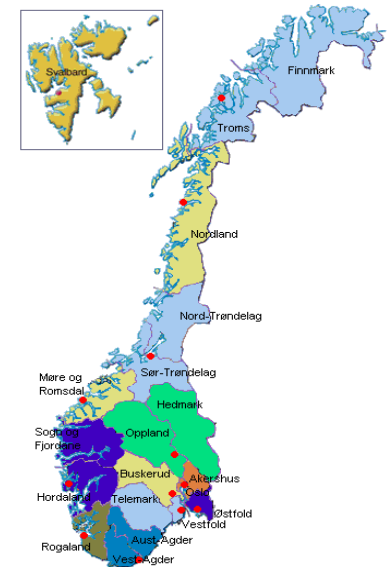 Svalbard
Finnmark
Troms
Nordland
Nord-Trøndelag
Sør-Trøndelag
Møre og
Romsdal
Hedmark
Oppland
Sogn og
Fjordane
Buskerud
Akershus
Oslo
Hordaland
Telemark
Østfold
Vestfold
Aust-Agder
Rogaland
Vest-Agder